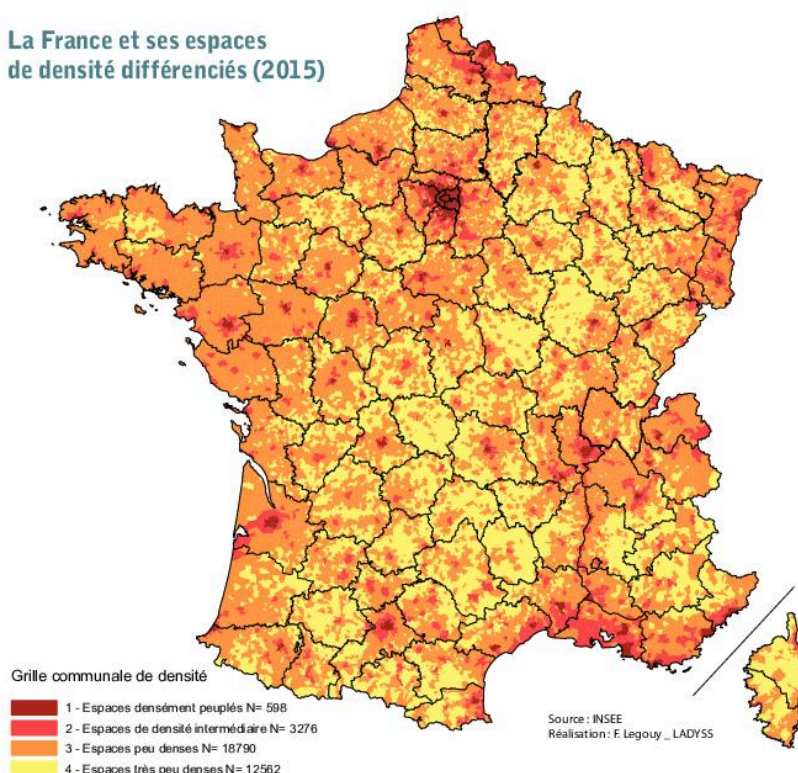 La France et ses espaces
de densité différenciés (2015)
Grille communale de densité
1 - Espaces densément peuplés N= 598
2 - Espaces de densité intermédiaire N= 3276
3 - Espaces peu denses N= 18790
4 - Espaces très peu denses N= 12562
Source : INSEE
Réalisation : F. Legouy _ LADYSS